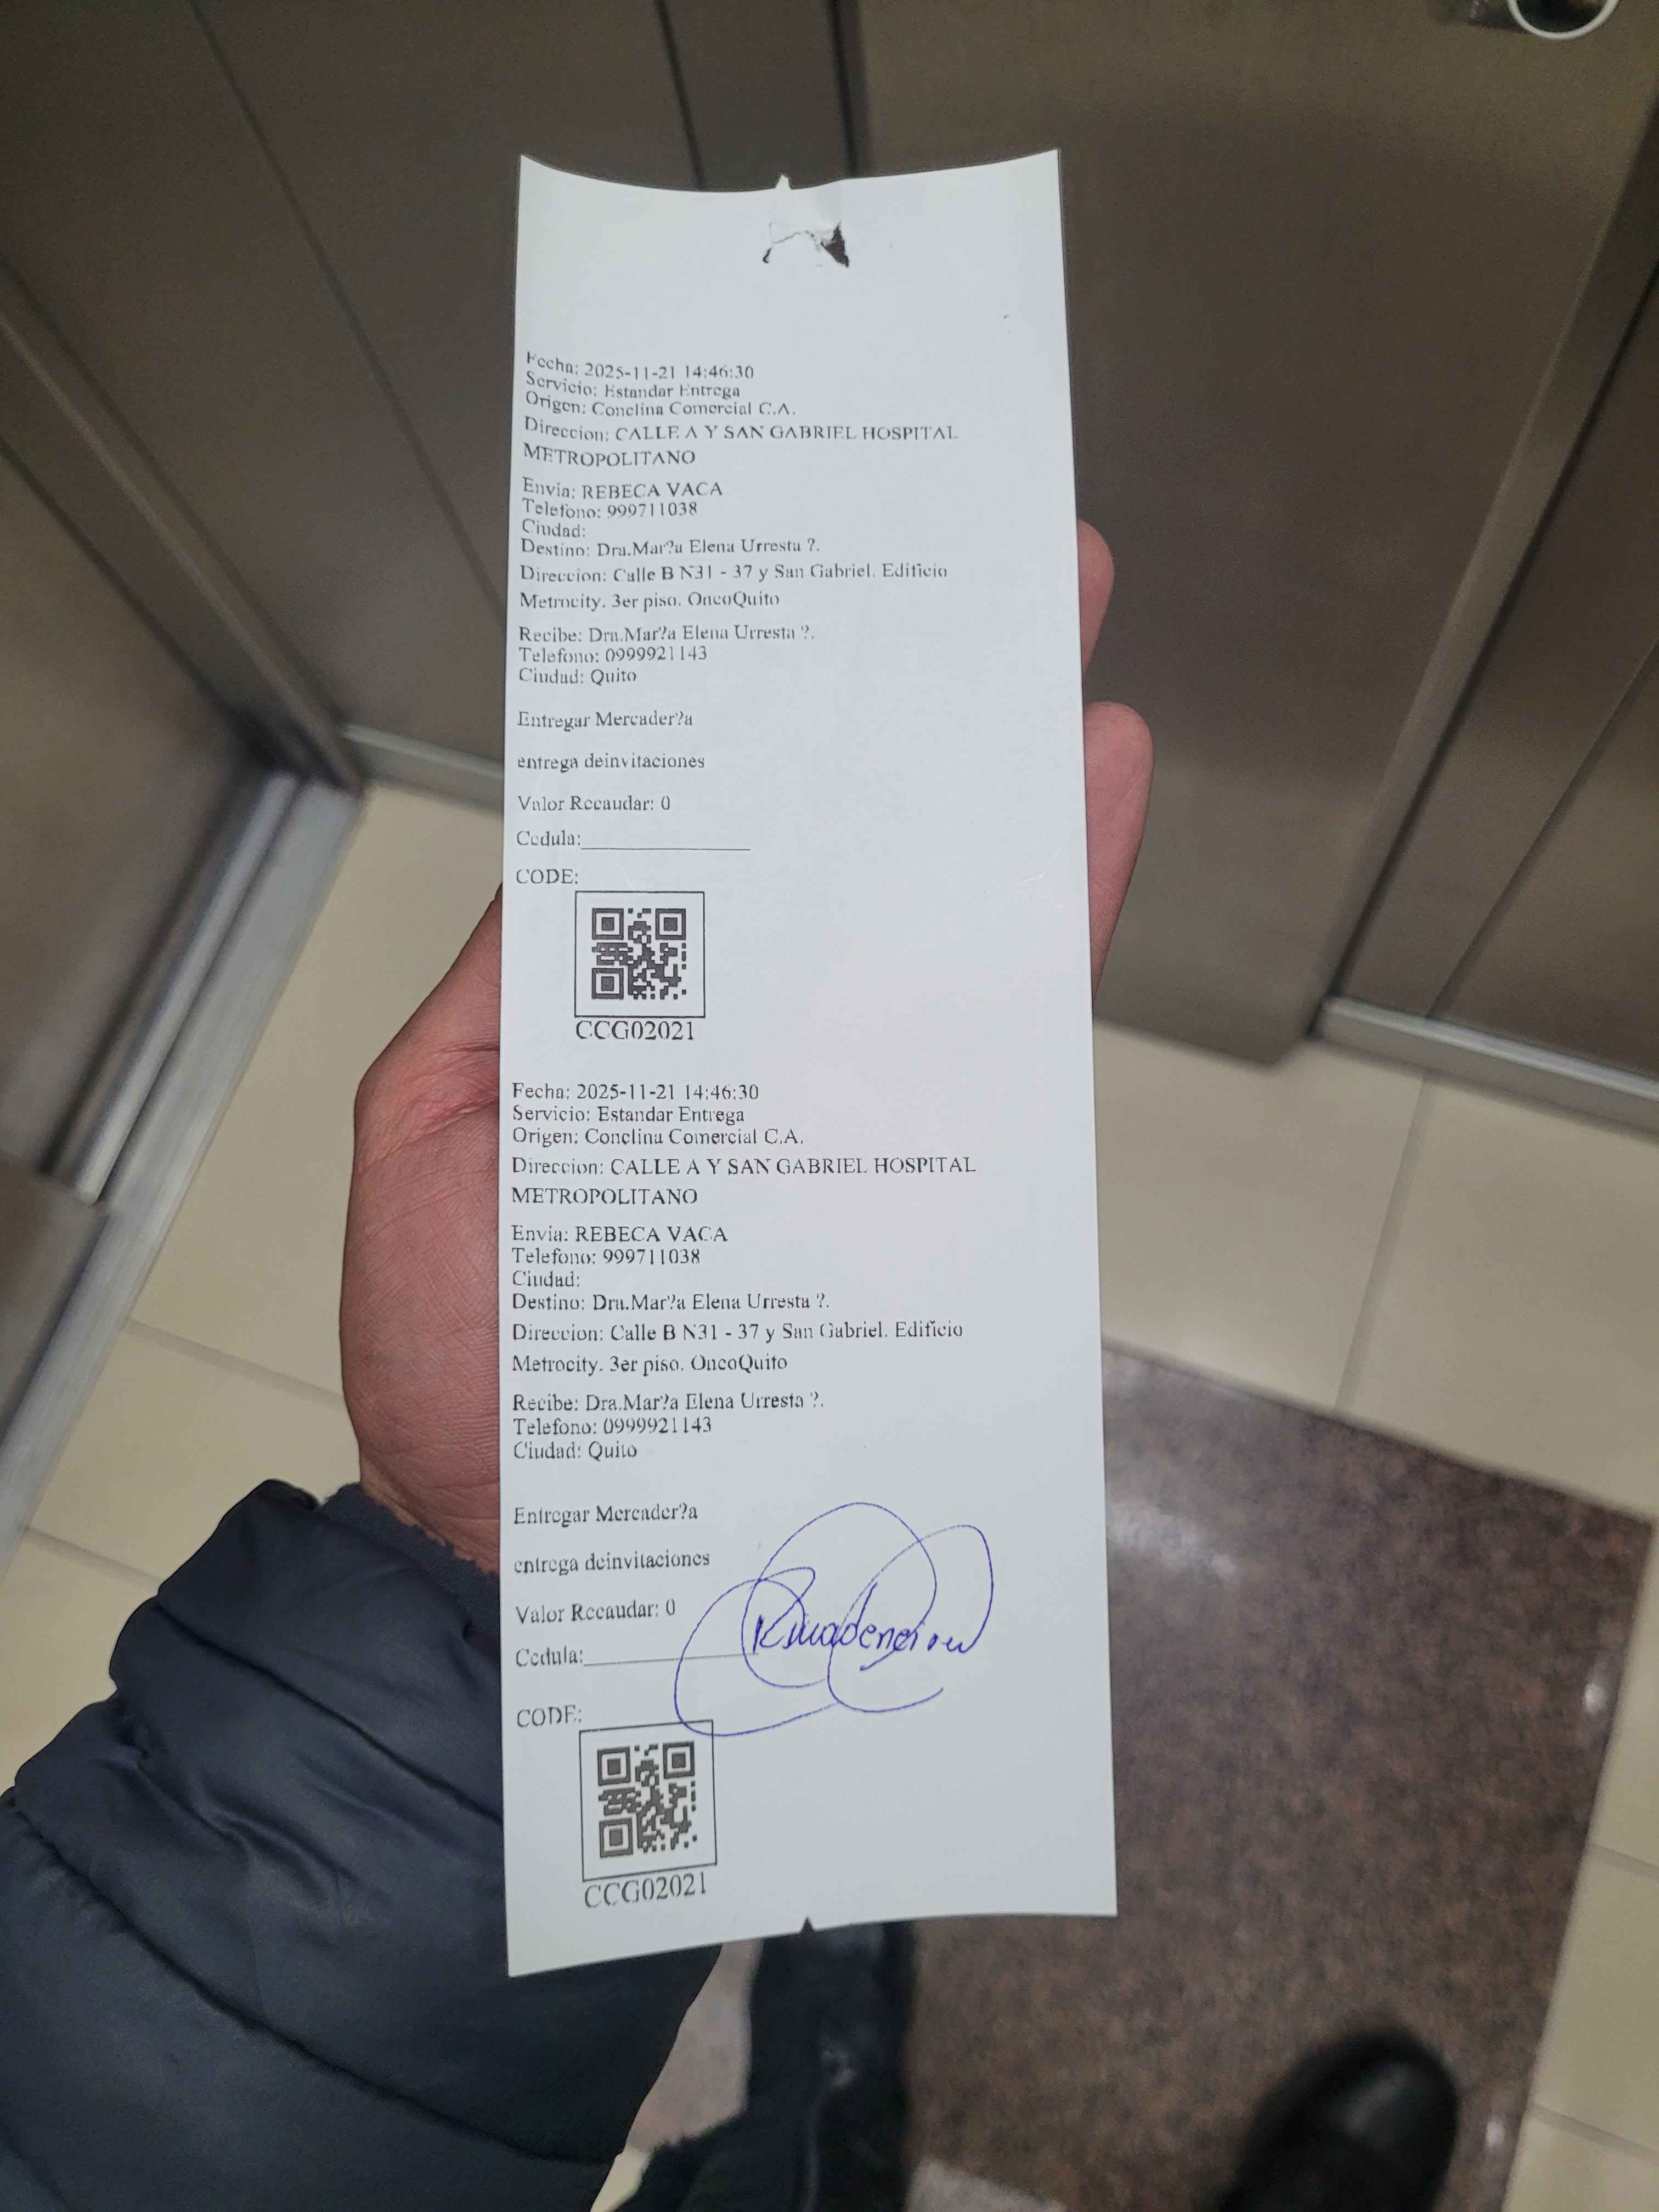 Fecha: 2025-11-21 14:46:30
Servicio: Estandar Entrega
Origen: Conclina Comercial C.A.
Direccion: CALLE A Y SAN GABRIEL HOSPITAL
METROPOLITANO
Envia: REBECA VACA
Telefono: 999711038
Ciudad:
Destino: Dra.Mar?a Elena Urresta ?.
Direccion: Calle B N31 - 37 y San Gabriel. Edificio
Metrocity. 3er piso. OncoQuito
Recibe: Dra.Mar?a Elena Urresta ?.
Telefono: 0999921143
Ciudad: Quito
Entregar Mercader?a
entrega deinvitaciones
Valor Recaudar: 0
Cedula:
CODE:
CCG02021
Fecha: 2025-11-21 14:46:30
Servicio: Estandar Entrega
Origen: Conclina Comercial C.A.
Direccion: CALLE A Y SAN GABRIEL HOSPITAL
METROPOLITANO
Envia: REBECA VACA
Telefono: 999711038
Ciudad:
Destino: Dra.Mar?a Elena Urresta ?.
Direccion: Calle B N31 - 37 y San Gabriel. Edificio
Metrocity. 3er piso. OncoQuito
Recibe: Dra.Mar?a Elena Urresta ?.
Telefono: 0999921143
Ciudad: Quito
Entregar Mercader?a
entrega deinvitaciones
Valor Recaudar: 0
Cedula:
CODE:
CCG02021